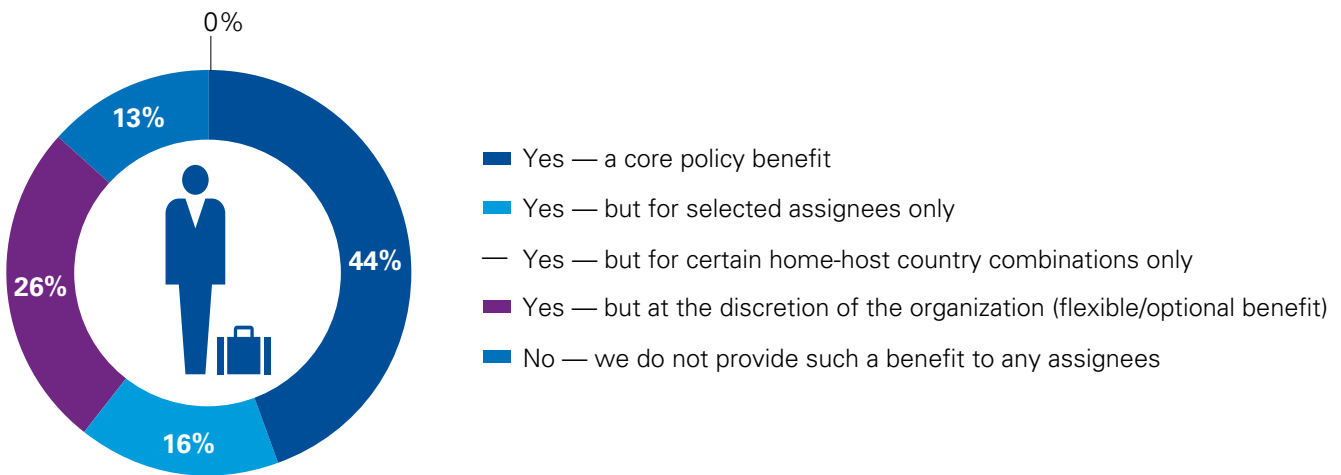 0%
13%
44%
26%
16%
Yes — a core policy benefit
Yes — but for selected assignees only
Yes — but for certain home-host country combinations only
Yes — but at the discretion of the organization (flexible/optional benefit)
No — we do not provide such a benefit to any assignees